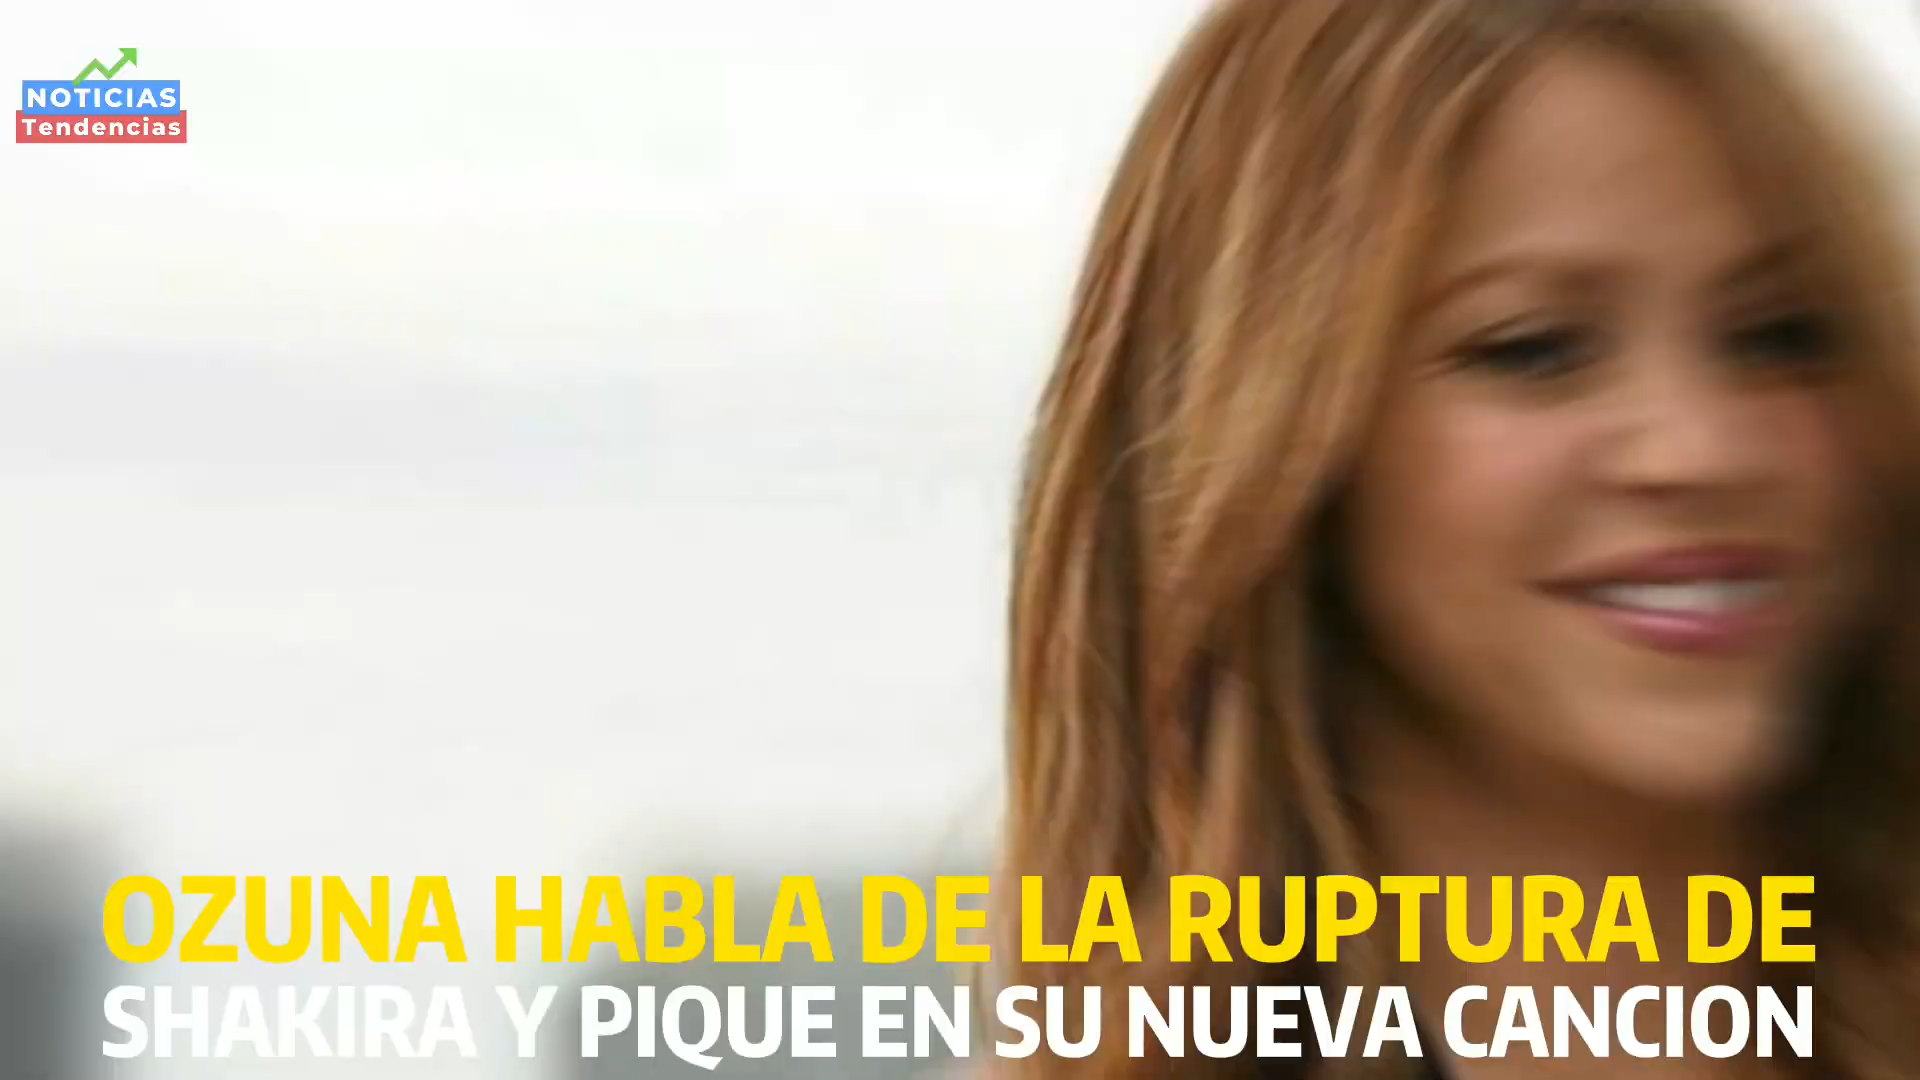 NOTICIAS
Tendencias
OZUNA HABLA DE LA RUPTURA DE
SHAKIRA Y PIQUE EN SU NUEVA CANCION